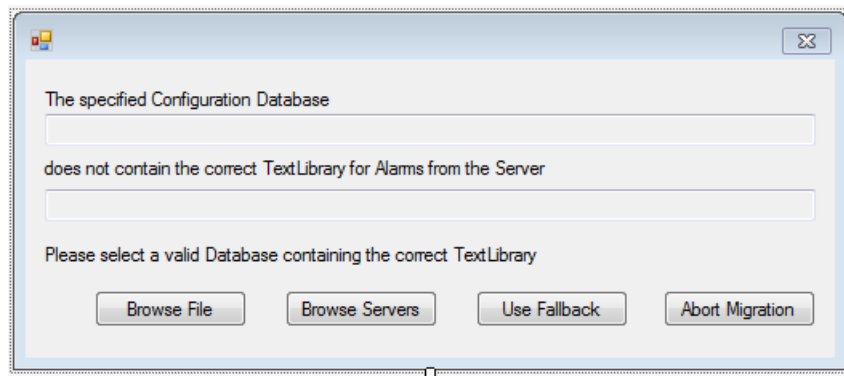 The specified Configuration Database
does not contain the correct TextLibrary for Alarms from the Server
Please select a valid Database containing the correct TextLibrary
Browse File Browse Servers Use Fallback Abort Migration